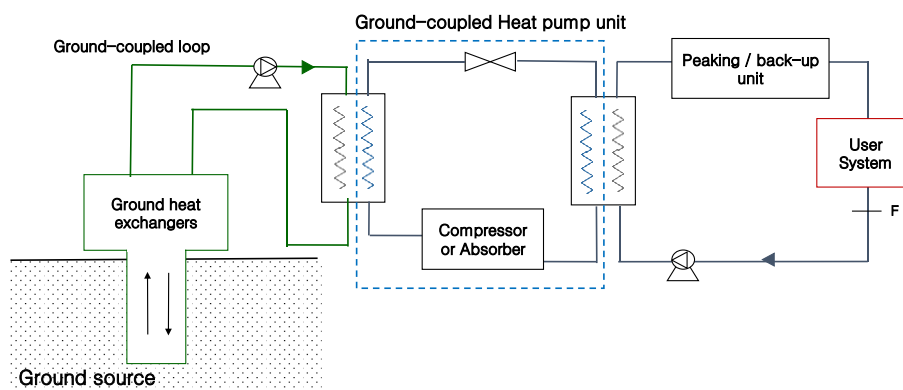 Ground-coupled Heat pump unit
Ground-coupled loop
Peaking / back-up
unit
User
System
F
Ground heat
exchangers
Compressor
or Absorber
Ground source